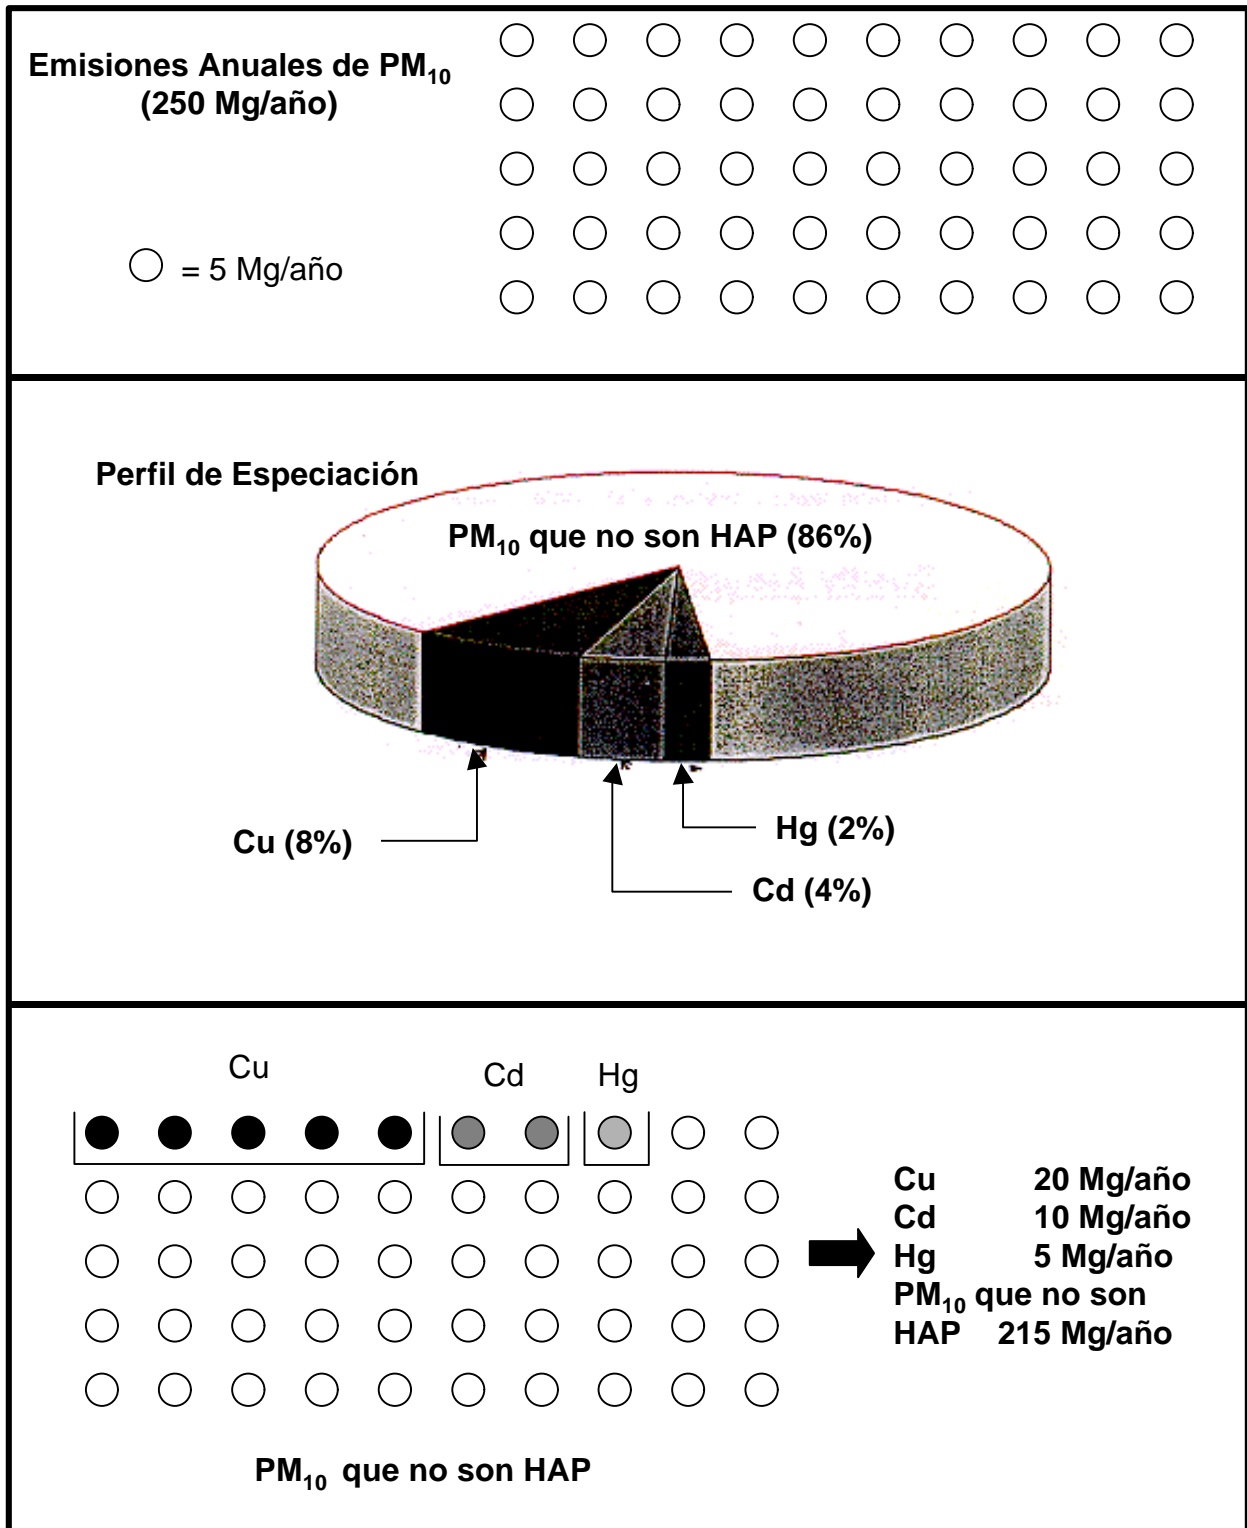 Emisiones Anuales de PM10
(250 Mg/año)
= 5 Mg/año
Perfil de Especiación
PM10 que no son HAP (86%)
Cu (8%)
Hg (2%)
Cd (4%)
Cu
Cd
Hg
Cu 20 Mg/año
Cd 10 Mg/año
Hg 5 Mg/año
PM10 que no son
HAP 215 Mg/año
PM10 que no son HAP